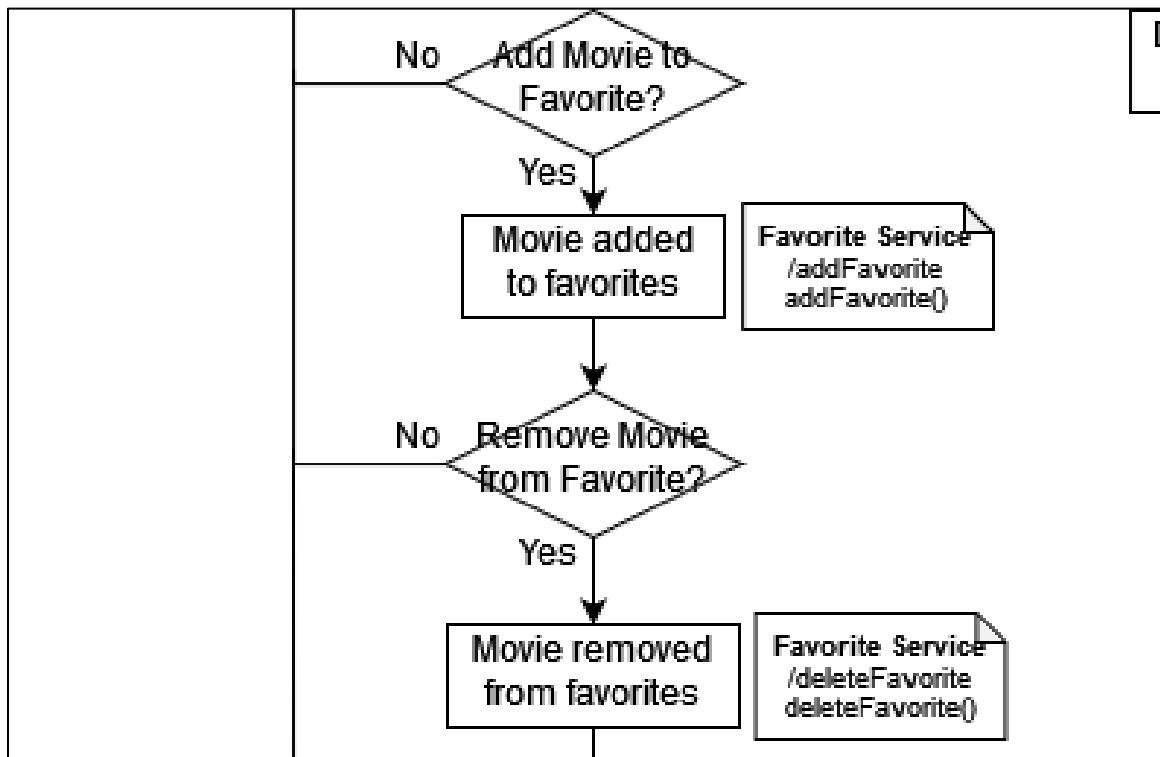 No
Add Movie to
Favorite?
Yes
Movie added
to favorites
Favorite Service
/addFavorite
addFavorite()
No
Remove Movie
from Favorite?
Yes
Movie removed
from favorites
Favorite Service
/deleteFavorite
deleteFavorite()